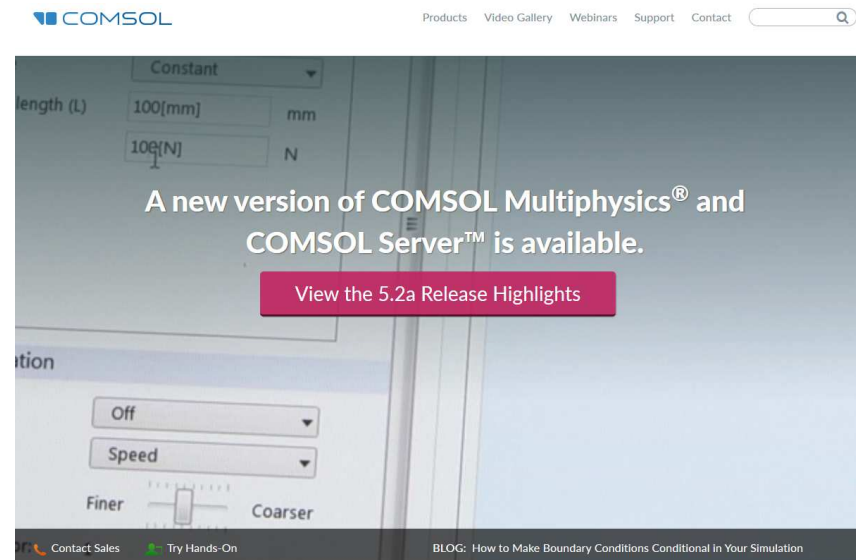 COMSOL
Products Video Gallery Webinars Support Contact
Constant
length (L) 100[mm] mm
100[N] N
A new version of COMSOL Multiphysics® and
COMSOL Server™ is available.
View the 5.2a Release Highlights
ation
Off
Speed
Finer Coarser
Contact Sales Try Hands-On BLOG: How to Make Boundary Conditions Conditional in Your Simulation